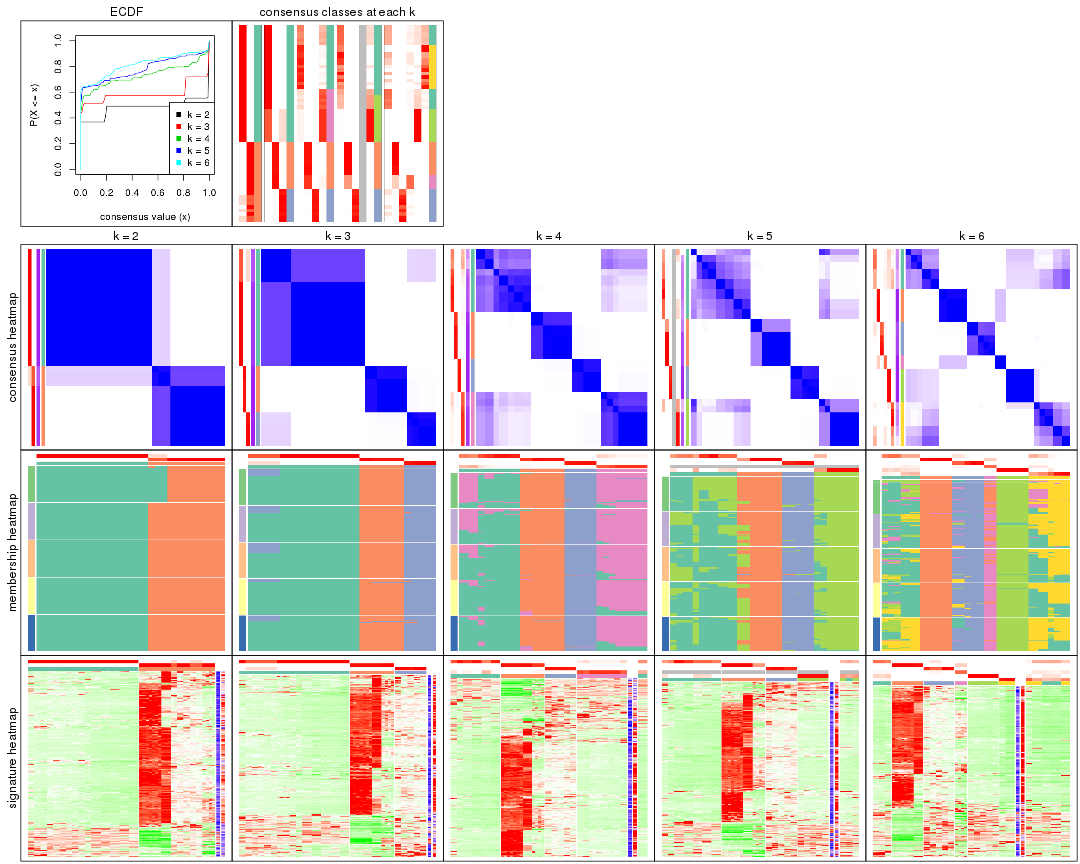 ECDF
consensus classes at each k
P(X <= x)
1.0
0.8
0.6
0.4
0.2
0.0
k = 2
k = 3
k = 4
k = 5
k = 6
0.0 0.2 0.4 0.6 0.8 1.0
consensus value (x)
k = 2
k = 3
k = 4
k = 5
k = 6
consensus heatmap
membership heatmap
signature heatmap